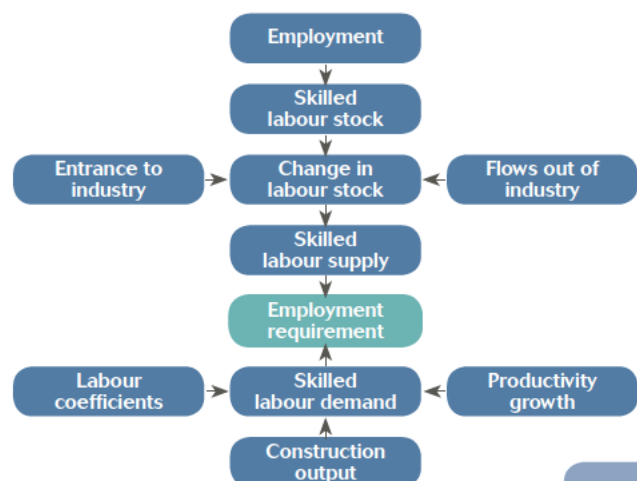 Employment
Skilled
labour stock
Entrance to
industry
Change in
labour stock
Flows out of
industry
Skilled
labour supply
Employment
requirement
Labour
coefficients
Skilled
labour demand
Productivity
growth
Construction
output